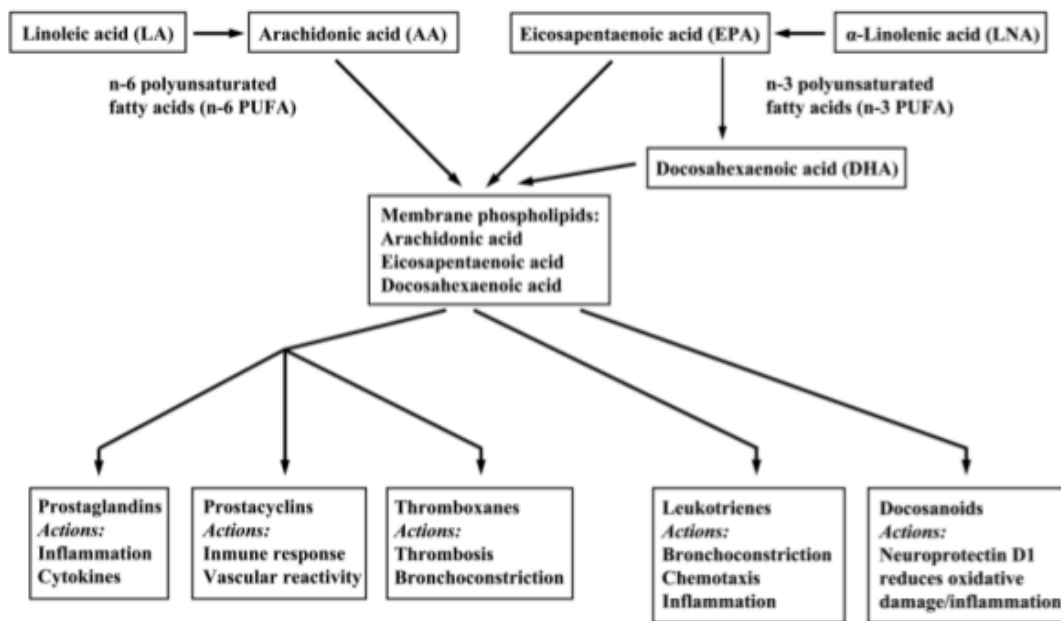 Linoleic acid (LA)
Arachidonic acid (AA)
Eicosapentaenoic acid (EPA)
α-Linolenic acid (LNA)
n-6 polyunsaturated
fatty acids (n-6 PUFA)
n-3 polyunsaturated
fatty acids (n-3 PUFA)
Docosahexaenoic acid (DHA)
Membrane phospholipids:
Arachidonic acid
Eicosapentaenoic acid
Docosahexaenoic acid
Prostaglandins
Actions:
Inflammation
Cytokines
Prostacyclins
Actions:
Inmune response
Vascular reactivity
Thromboxanes
Actions:
Thrombosis
Bronchoconstriction
Leukotrienes
Actions:
Bronchoconstriction
Chemotaxis
Inflammation
Docosanoids
Actions:
Neuroprotectin D1
reduces oxidative
damage/inflammation